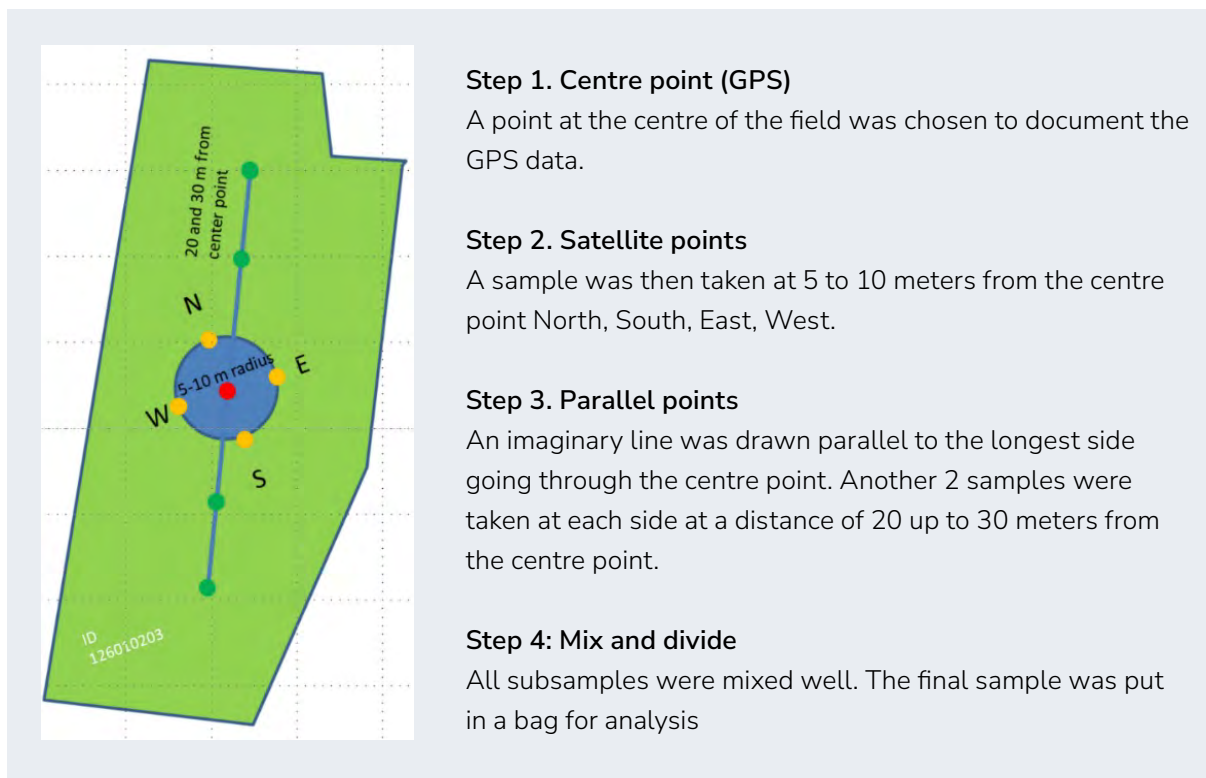 20 and 30 m from
center point
N
5-10 m radius
E
W
S
ID
126010203
Step 1. Centre point (GPS)
A point at the centre of the field was chosen to document the
GPS data.
Step 2. Satellite points
A sample was then taken at 5 to 10 meters from the centre
point North, South, East, West.
Step 3. Parallel points
An imaginary line was drawn parallel to the longest side
going through the centre point. Another 2 samples were
taken at each side at a distance of 20 up to 30 meters from
the centre point.
Step 4: Mix and divide
All subsamples were mixed well. The final sample was put
in a bag for analysis